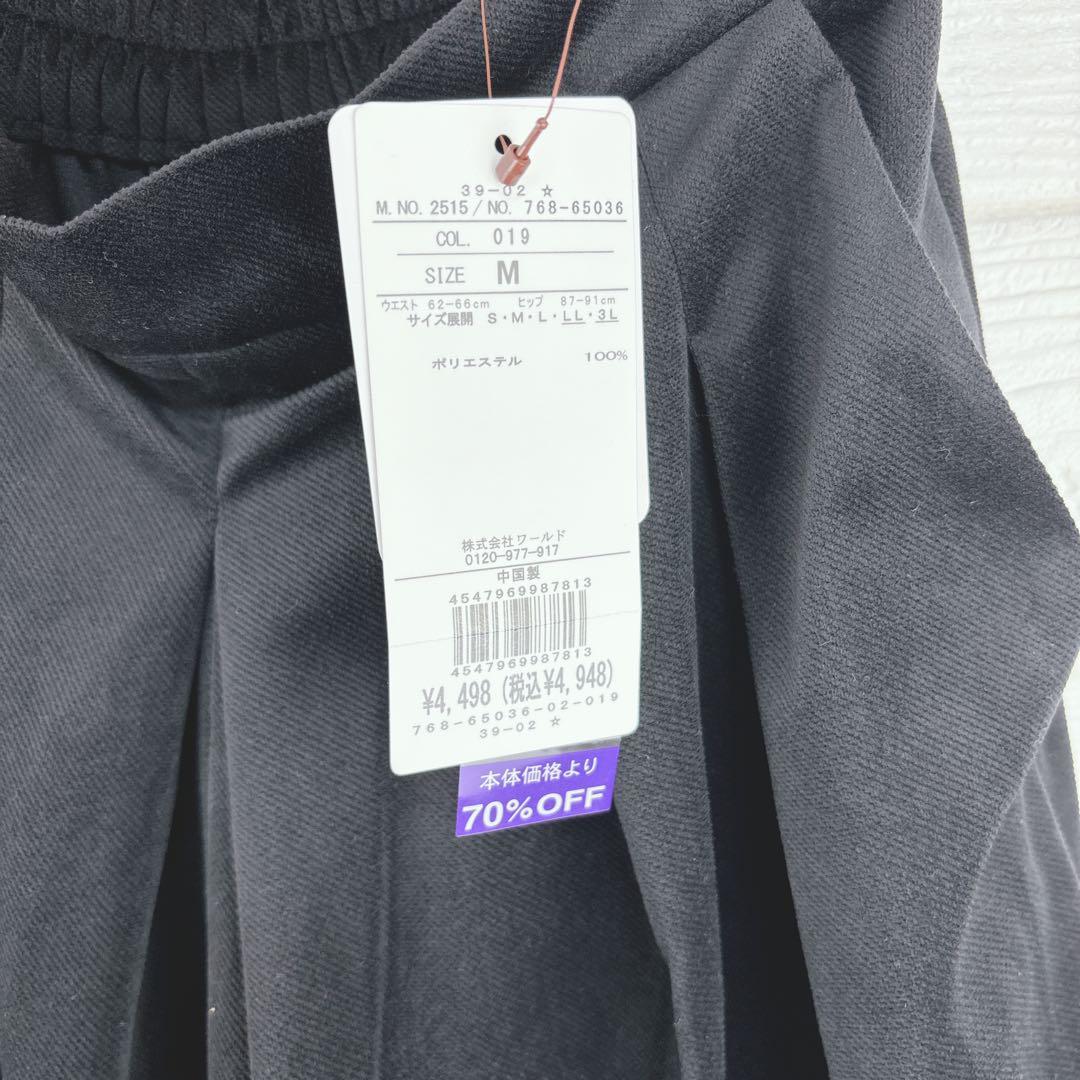 39-02 ☆
M.NO. 2515/NO. 768-65036
COL. 019
SIZE M
ウエスト 62-66cm ヒップ 87-91cm
サイズ展開 S・M・L・LL・3L
ポリエステル 100%
株式会社ワールド
0120-977-917
中国製
4547969987813
4547969987813
¥4,498 (税込¥4,948)
768-65036-02-019
39-02 ☆
本体価格より
70%OFF